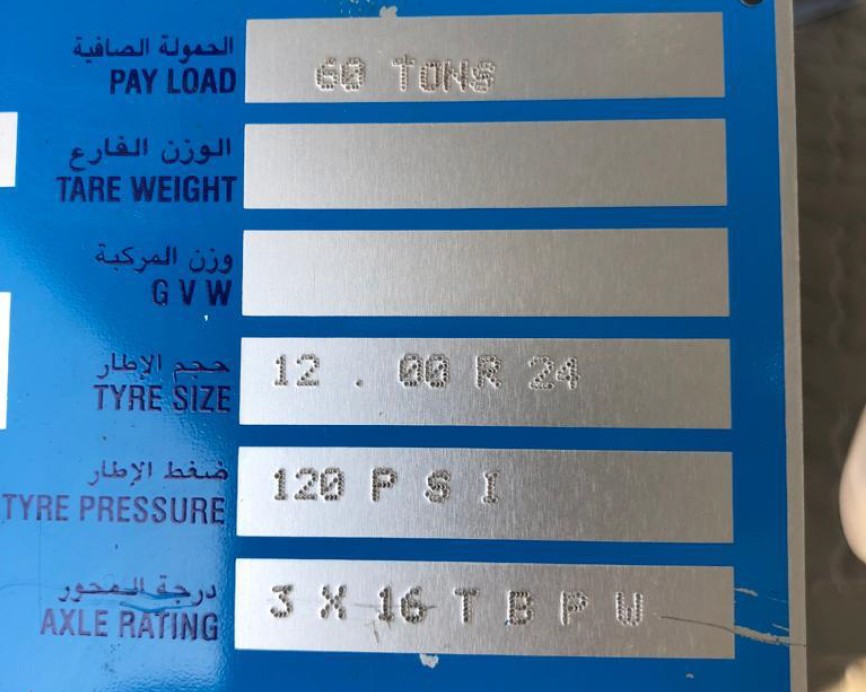 الحمولة الصافية
PAY LOAD 60 TONS
الوزن الفارع
TARE WEIGHT
وزن المركبة
G V W
حجم الإطار
TYRE SIZE 12 . 00 R 24
ضغط الإطار
TYRE PRESSURE 120 P S I
درجة المحور
AXLE RATING 3 X 16 T B P W